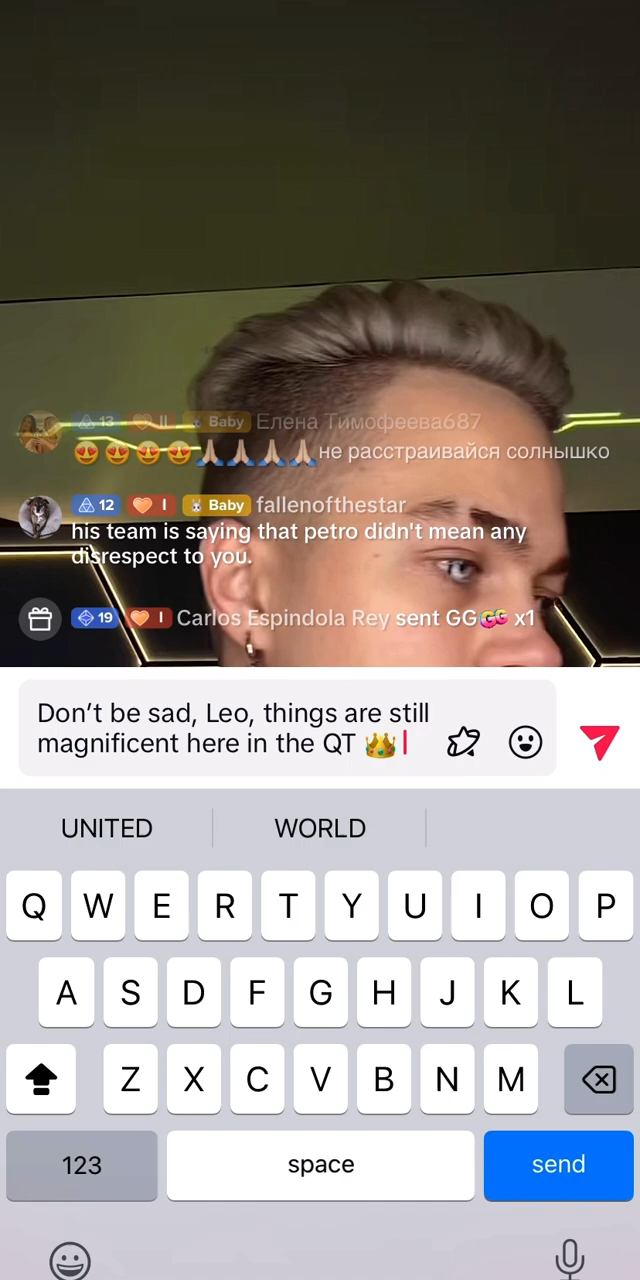 13 II Baby Елена Тимофеева687
😍😍😍😍🙏🏼🙏🏼🙏🏼🙏🏼не расстраивайся солнышко
12 I Baby fallenofthestar
his team is saying that petro didn't mean any
disrespect to you.
19 I Carlos Espindola Rey sent GG GG x1
Don’t be sad, Leo, things are still
magnificent here in the QT 👑
UNITED WORLD
Q W E R T Y U I O P
A S D F G H J K L
Z X C V B N M
123 space send